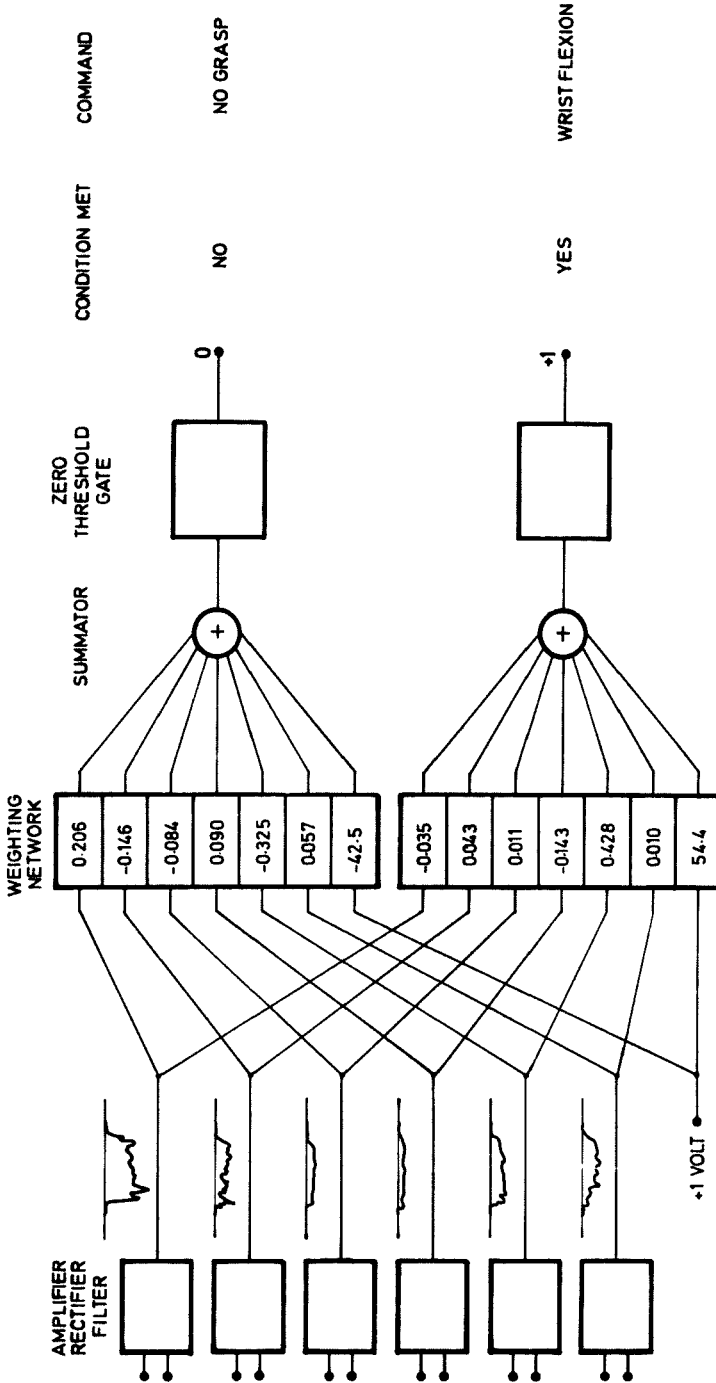 AMPLIFIER
RECTIFIER
FILTER
WEIGHTING
NETWORK
SUMMATOR
ZERO
THRESHOLD
GATE
CONDITION MET
COMMAND
0·206
-0·146
-0·084
0·090
-0·325
0·057
-42·5
+
0
NO
NO GRASP
-0·035
0·043
0·011
-0·143
0·428
0·010
54·4
+
+1
YES
WRIST FLEXION
+1 VOLT